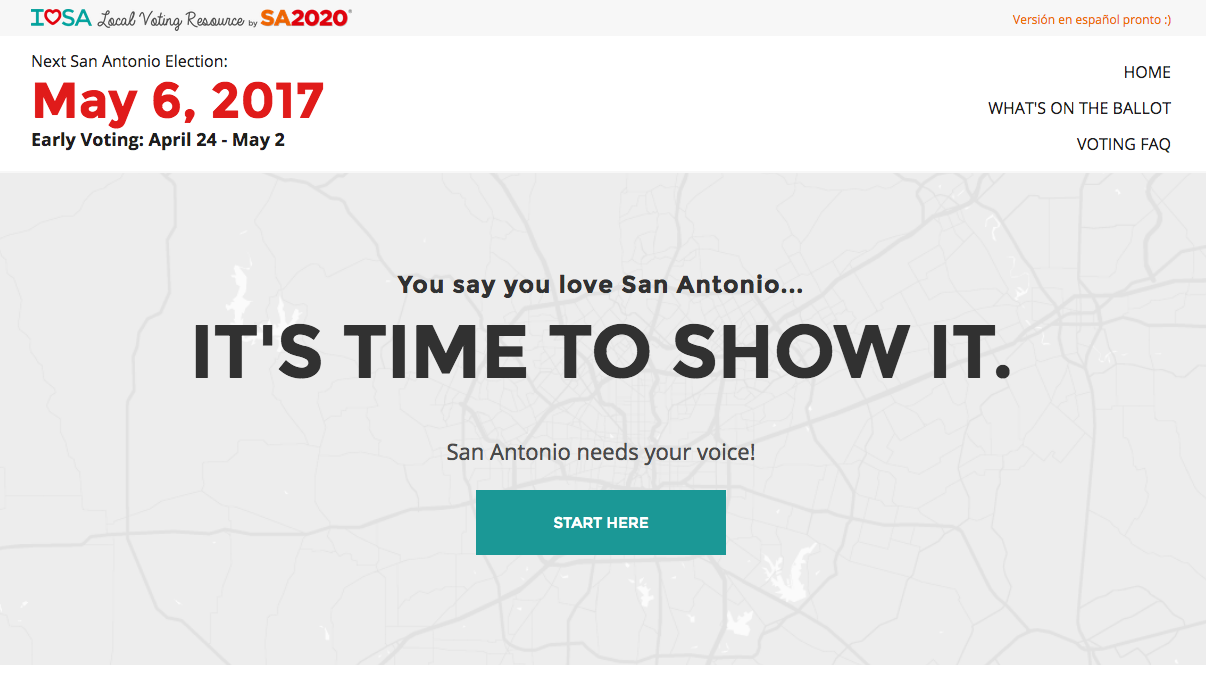 I SA Local Voting Resource by SA2020
Versión en español pronto :)
Next San Antonio Election:
May 6, 2017
Early Voting: April 24 - May 2
HOME
WHAT'S ON THE BALLOT
VOTING FAQ
You say you love San Antonio...
IT'S TIME TO SHOW IT.
San Antonio needs your voice!
START HERE